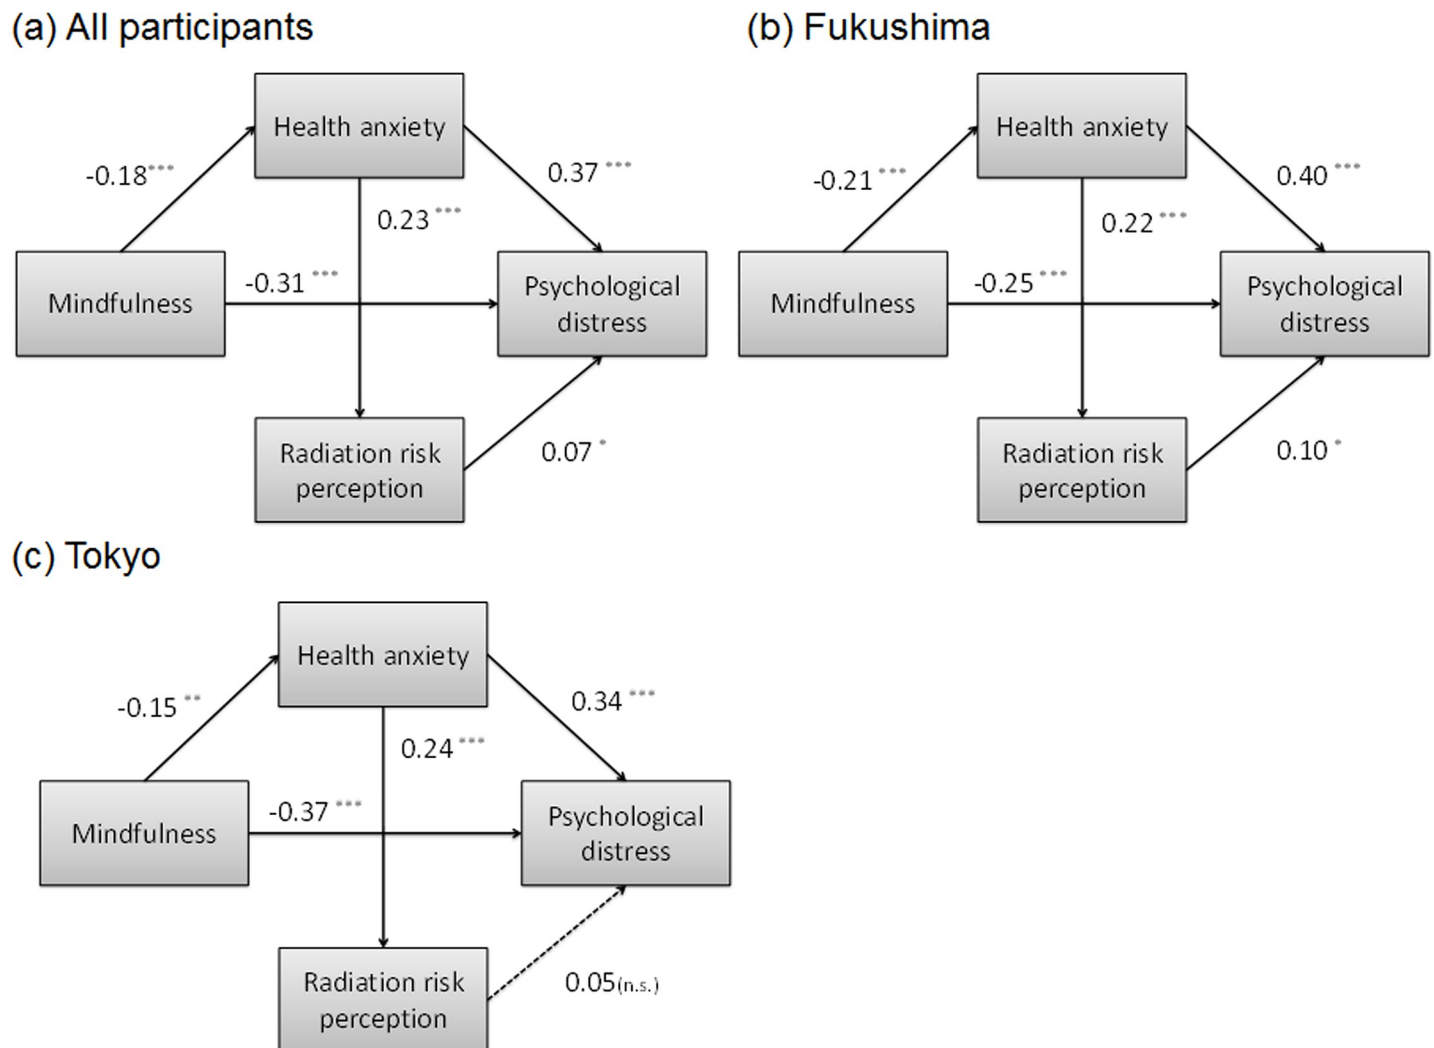 (a) All participants
Health anxiety
-0.18***
0.37 ***
0.23 ***
Mindfulness
-0.31 ***
Psychological
distress
Radiation risk
perception
0.07 *
(b) Fukushima
Health anxiety
-0.21 ***
0.40 ***
0.22 ***
Mindfulness
-0.25 ***
Psychological
distress
Radiation risk
perception
0.10 *
(c) Tokyo
Health anxiety
-0.15 **
0.34 ***
0.24 ***
Mindfulness
-0.37 ***
Psychological
distress
Radiation risk
perception
0.05(n.s.)